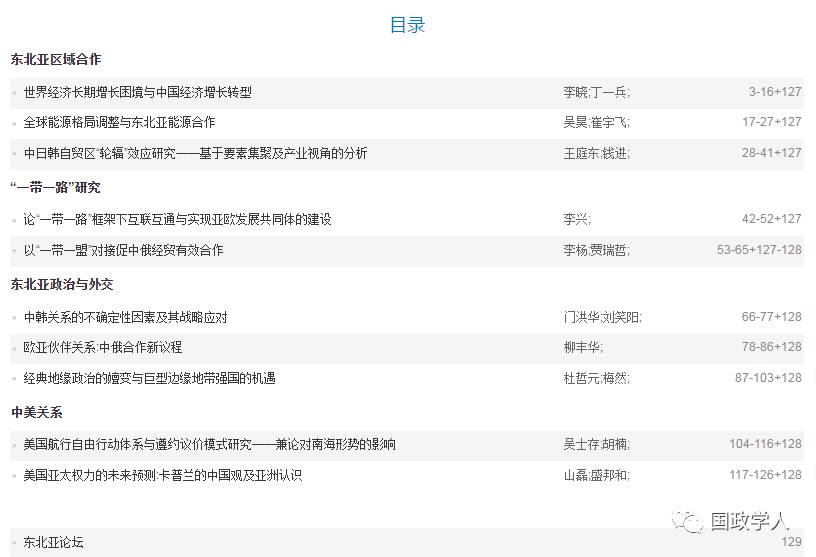 目录
东北亚区域合作
世界经济长期增长困境与中国经济增长转型 李晓;丁一兵; 3-16+127
全球能源格局调整与东北亚能源合作 吴昊;崔宇飞; 17-27+127
中日韩自贸区“轮辐”效应研究——基于要素集聚及产业视角的分析 王庭东;钱进; 28-41+127
“一带一路”研究
论“一带一路”框架下互联互通与实现亚欧发展共同体的建设 李兴; 42-52+127
以“一带一盟”对接促中俄经贸有效合作 李杨;贾瑞哲; 53-65+127-128
东北亚政治与外交
中韩关系的不确定性因素及其战略应对 门洪华;刘笑阳; 66-77+128
欧亚伙伴关系:中俄合作新议程 柳丰华; 78-86+128
经典地缘政治的嬗变与巨型边缘地带强国的机遇 杜哲元;梅然; 87-103+128
中美关系
美国航行自由行动体系与遵约议价模式研究——兼论对南海形势的影响 吴士存;胡楠; 104-116+128
美国亚太权力的未来预测:卡普兰的中国观及亚洲认识 山磊;盛邦和; 117-126+128
国政学人
东北亚论坛 129